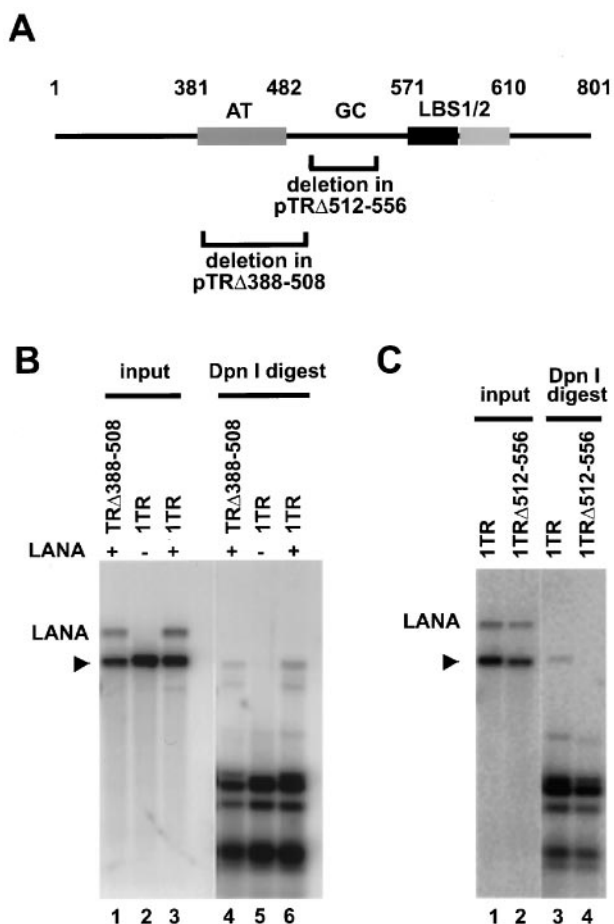 A
1 381 482 571 610 801
AT GC LBS1/2
deletion in
pTRΔ512-556
deletion in
pTRΔ388-508
B
input Dpn I digest
TRΔ388-508 1TR 1TR TRΔ388-508 1TR 1TR
LANA + - + + - +
LANA
1 2 3 4 5 6
C
input Dpn I
digest
1TR 1TRΔ512-556 1TR 1TRΔ512-556
LANA
1 2 3 4